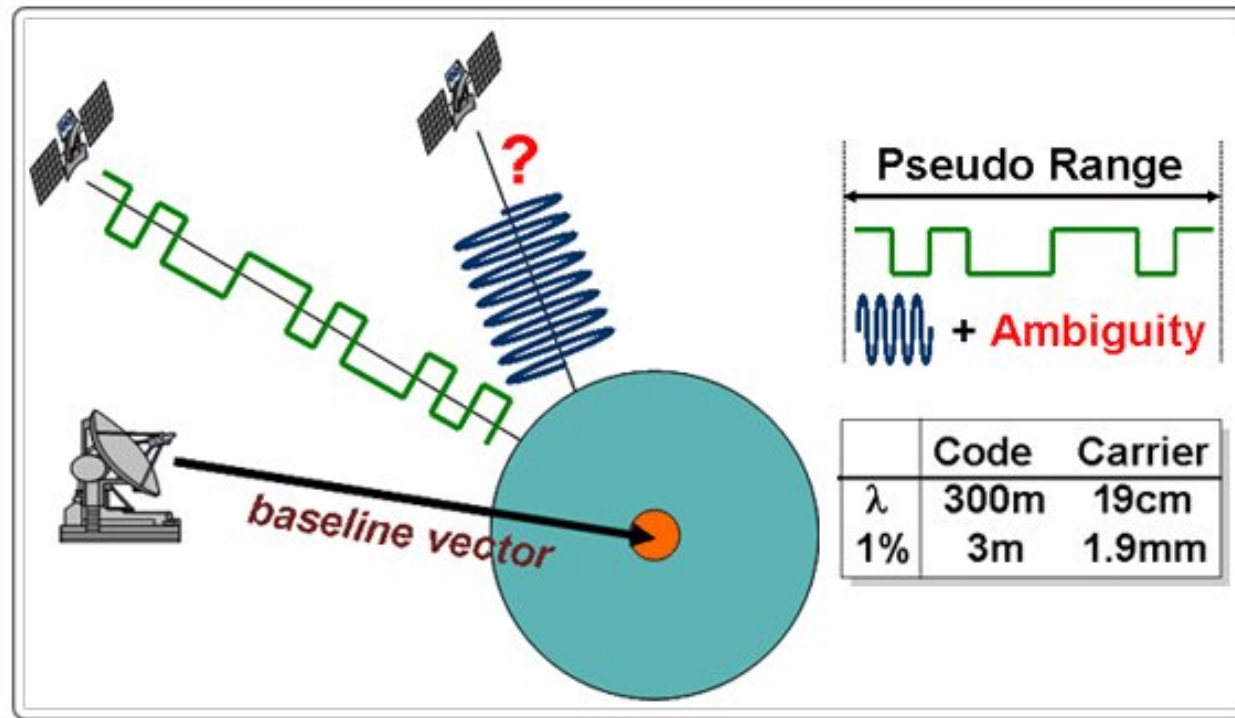 ?
Pseudo Range
+ Ambiguity
baseline vector
Code Carrier
λ 300m 19cm
1% 3m 1.9mm